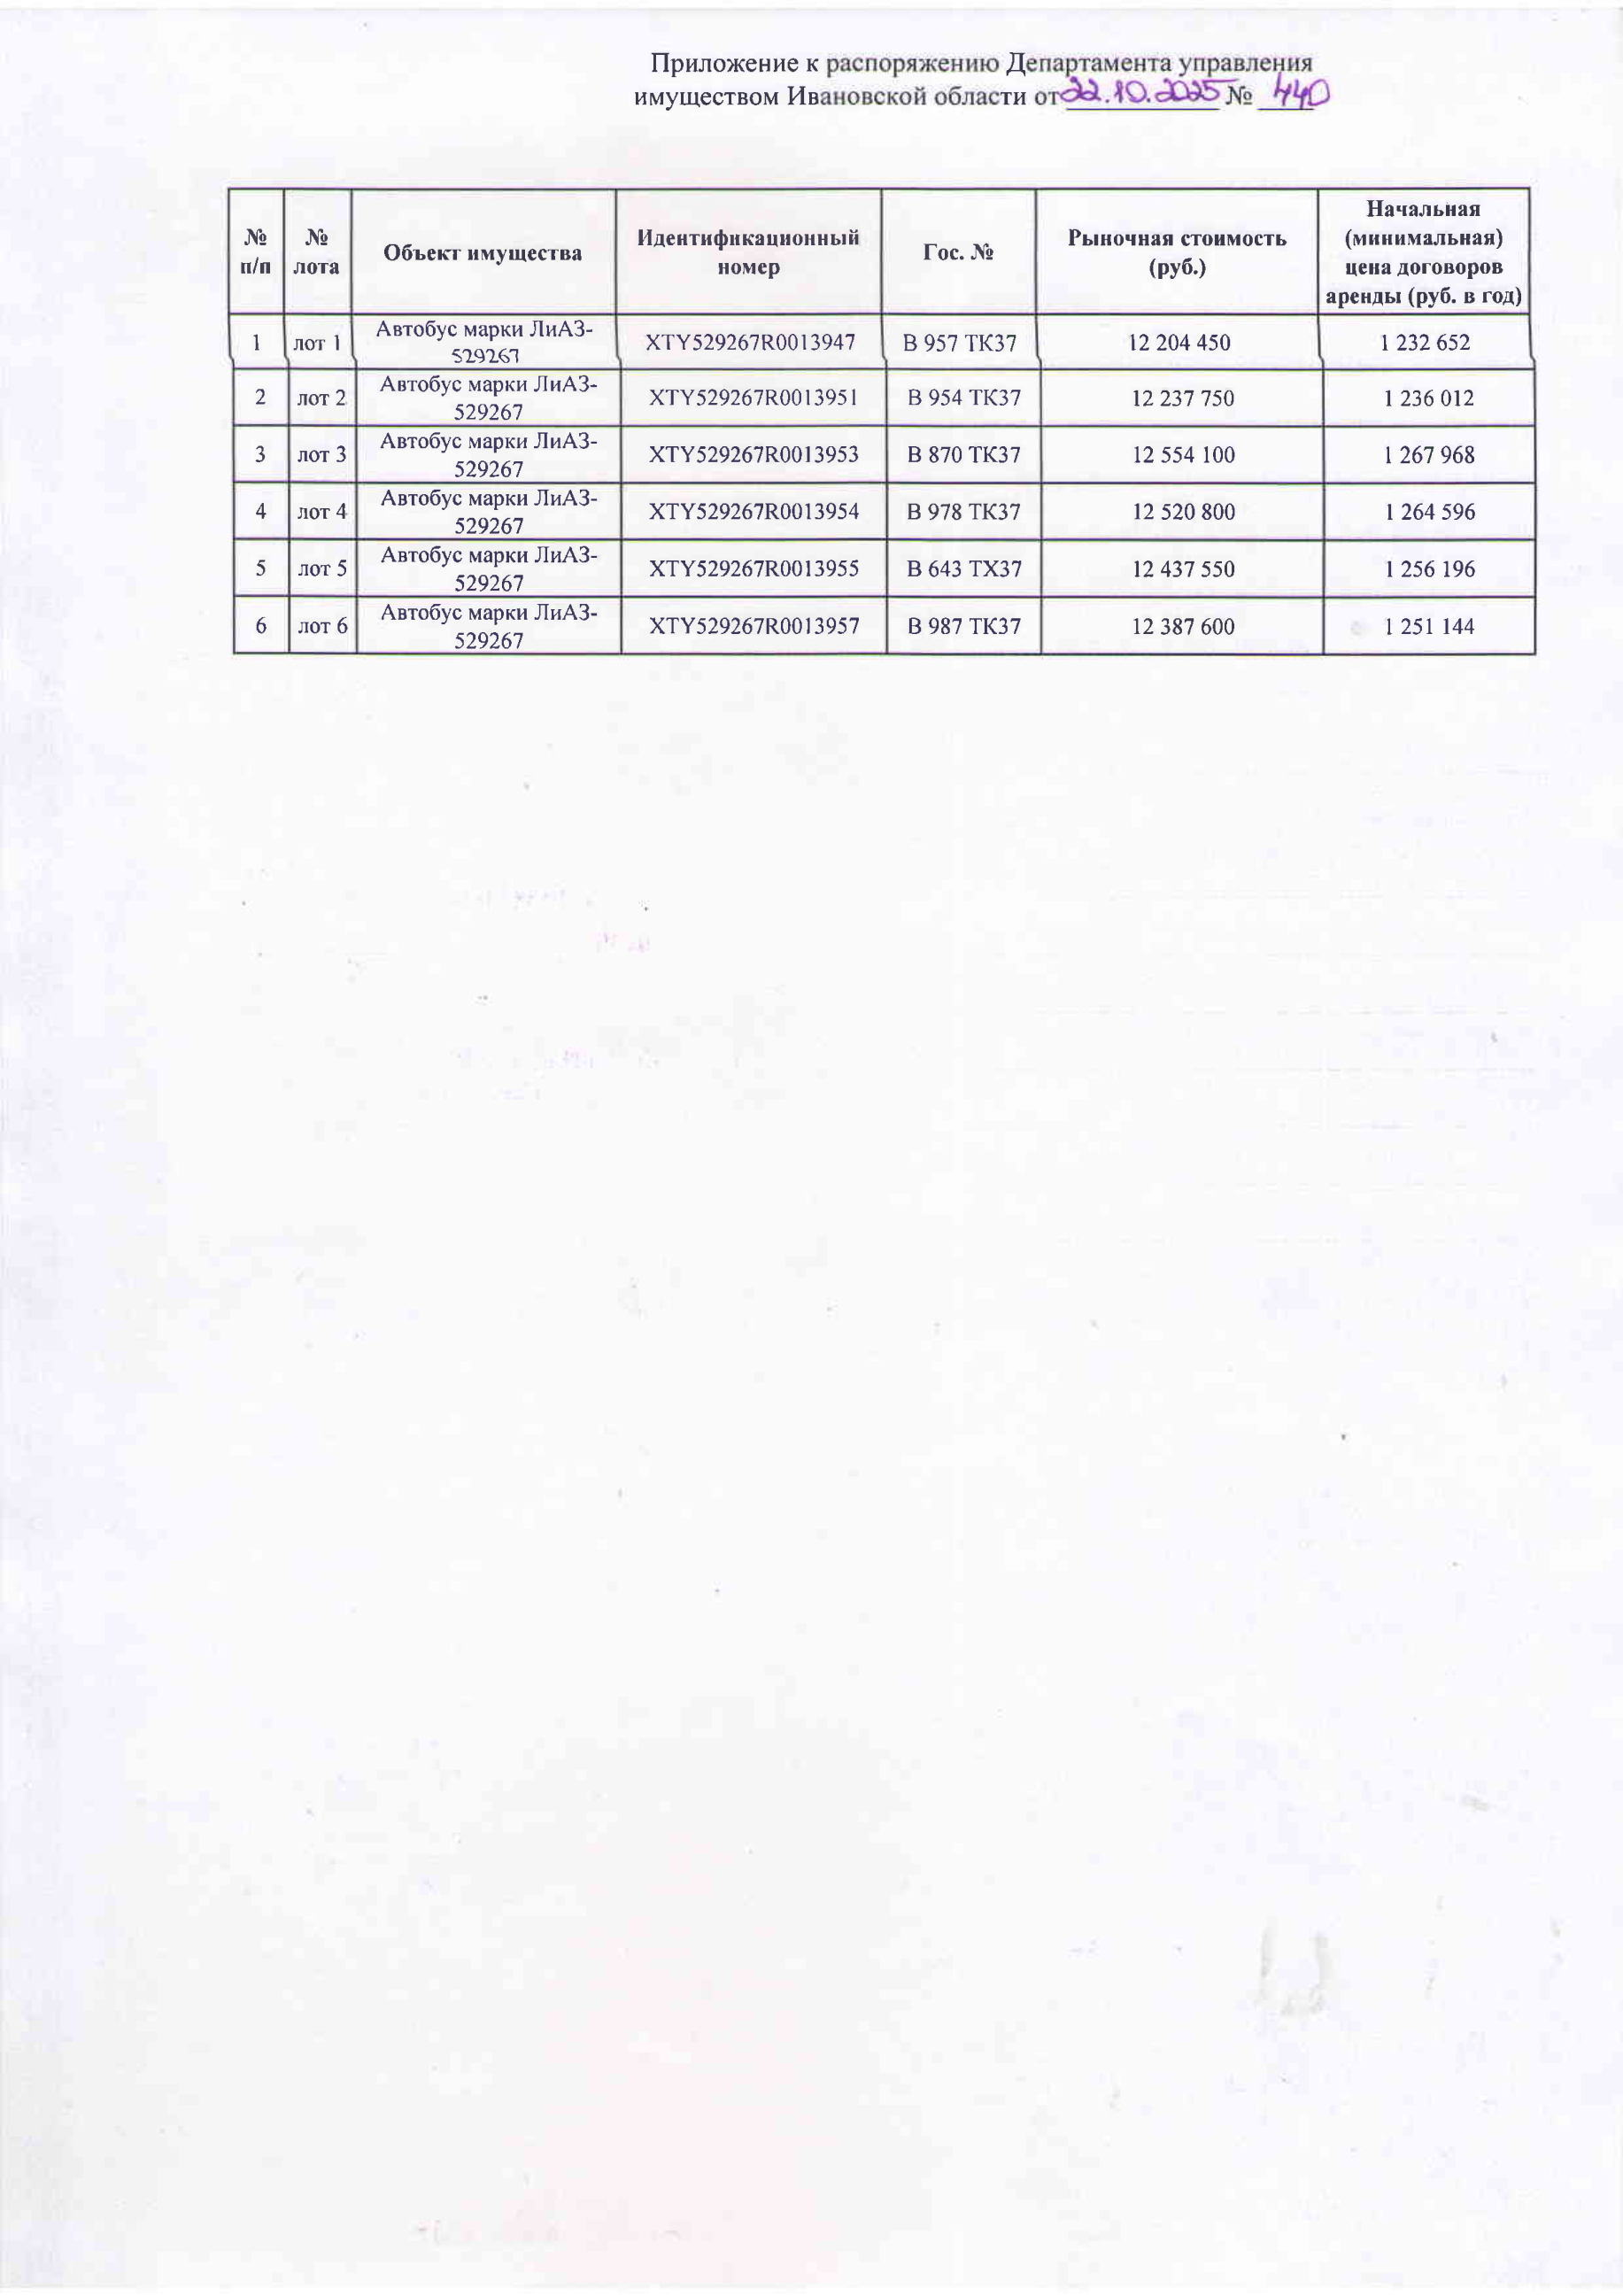 Приложение к распоряжению Департамента управления
имуществом Ивановской области от 22.10.2025 № 440
№ п/п | № лота | Объект имущества | Идентификационный номер | Гос. № | Рыночная стоимость (руб.) | Начальная (минимальная) цена договоров аренды (руб. в год)
1 | лот 1 | Автобус марки ЛиАЗ-529267 | XTY529267R0013947 | В 957 ТК37 | 12 204 450 | 1 232 652
2 | лот 2 | Автобус марки ЛиАЗ-529267 | XTY529267R0013951 | В 954 ТК37 | 12 237 750 | 1 236 012
3 | лот 3 | Автобус марки ЛиАЗ-529267 | XTY529267R0013953 | В 870 ТК37 | 12 554 100 | 1 267 968
4 | лот 4 | Автобус марки ЛиАЗ-529267 | XTY529267R0013954 | В 978 ТК37 | 12 520 800 | 1 264 596
5 | лот 5 | Автобус марки ЛиАЗ-529267 | XTY529267R0013955 | В 643 ТХ37 | 12 437 550 | 1 256 196
6 | лот 6 | Автобус марки ЛиАЗ-529267 | XTY529267R0013957 | В 987 ТК37 | 12 387 600 | 1 251 144